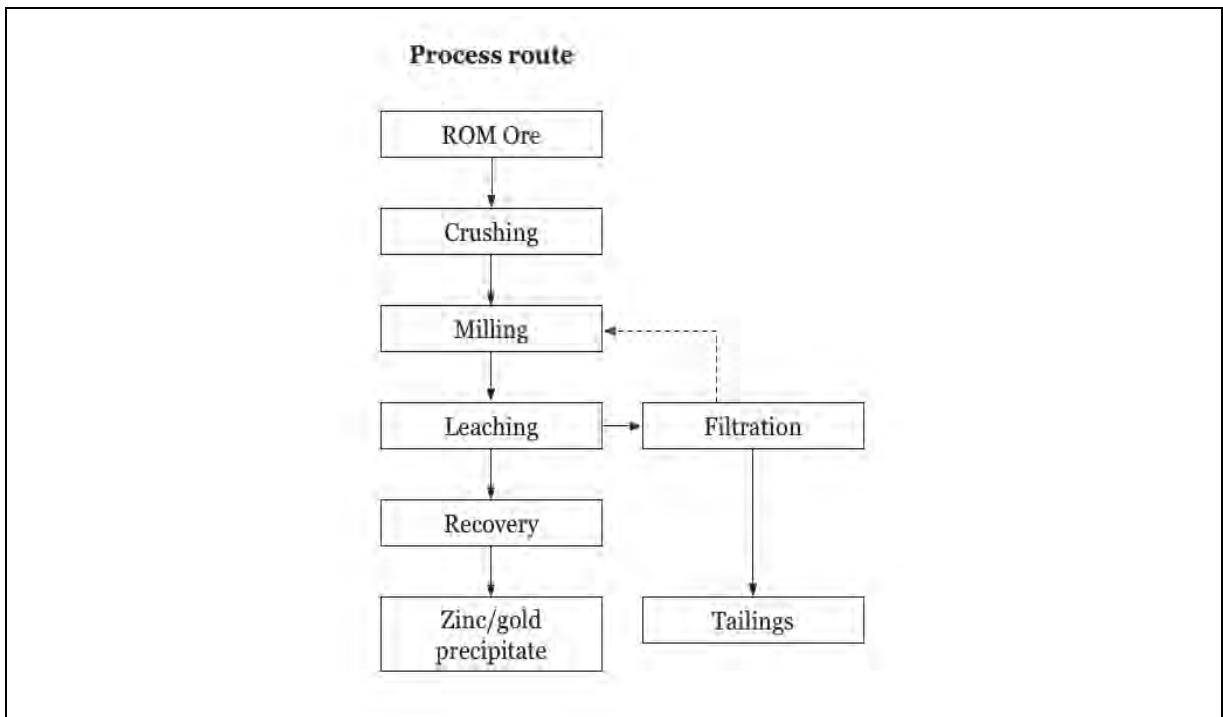 Process route
ROM Ore
Crushing
Milling
Leaching
Filtration
Recovery
Zinc/gold
precipitate
Tailings